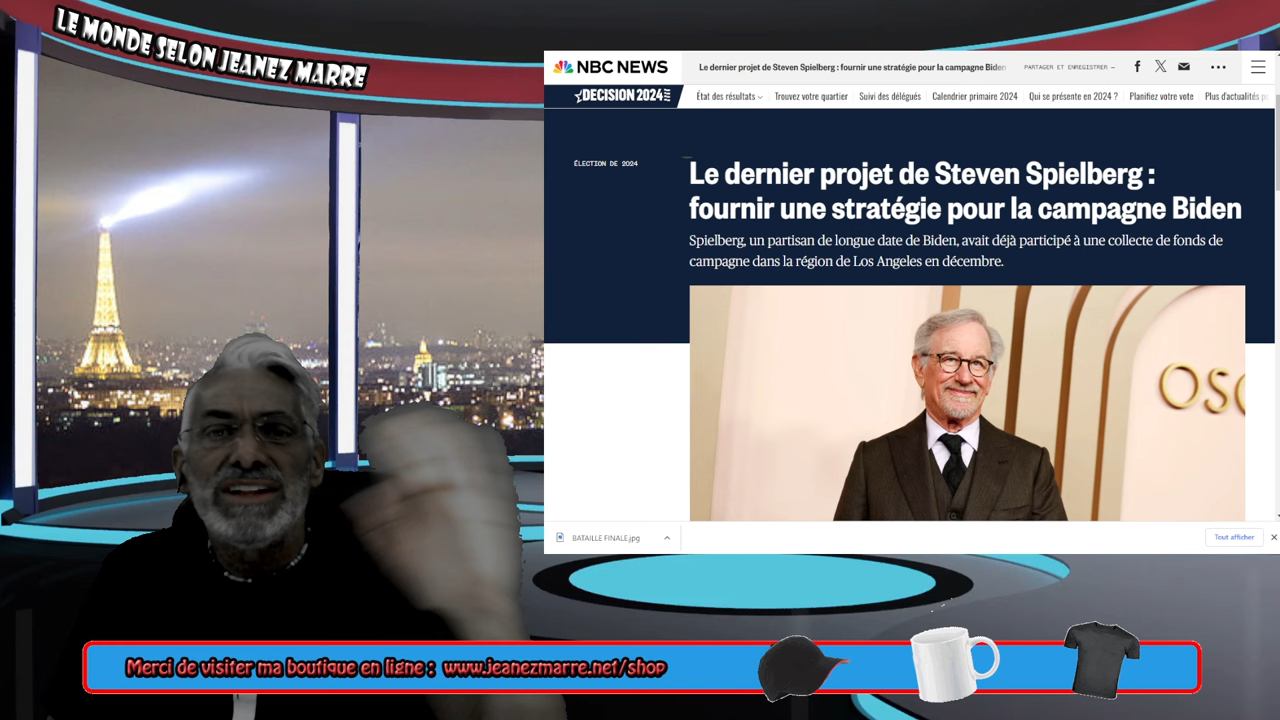 LE MONDE SELON JEANEZ MARRE
NBC NEWS
Le dernier projet de Steven Spielberg : fournir une stratégie pour la campagne Biden
PARTAGER ET ENREGISTRER —
DECISION 2024
État des résultats
Trouvez votre quartier
Suivi des délégués
Calendrier primaire 2024
Qui se présente en 2024 ?
Planifiez votre vote
Plus d'actualités
ÉLECTION DE 2024
Le dernier projet de Steven Spielberg :
fournir une stratégie pour la campagne Biden
Spielberg, un partisan de longue date de Biden, avait déjà participé à une collecte de fonds de
campagne dans la région de Los Angeles en décembre.
OSC
BATAILLE FINALE.jpg
Tout afficher
Merci de visiter ma boutique en ligne : www.jeanezmarre.net/shop